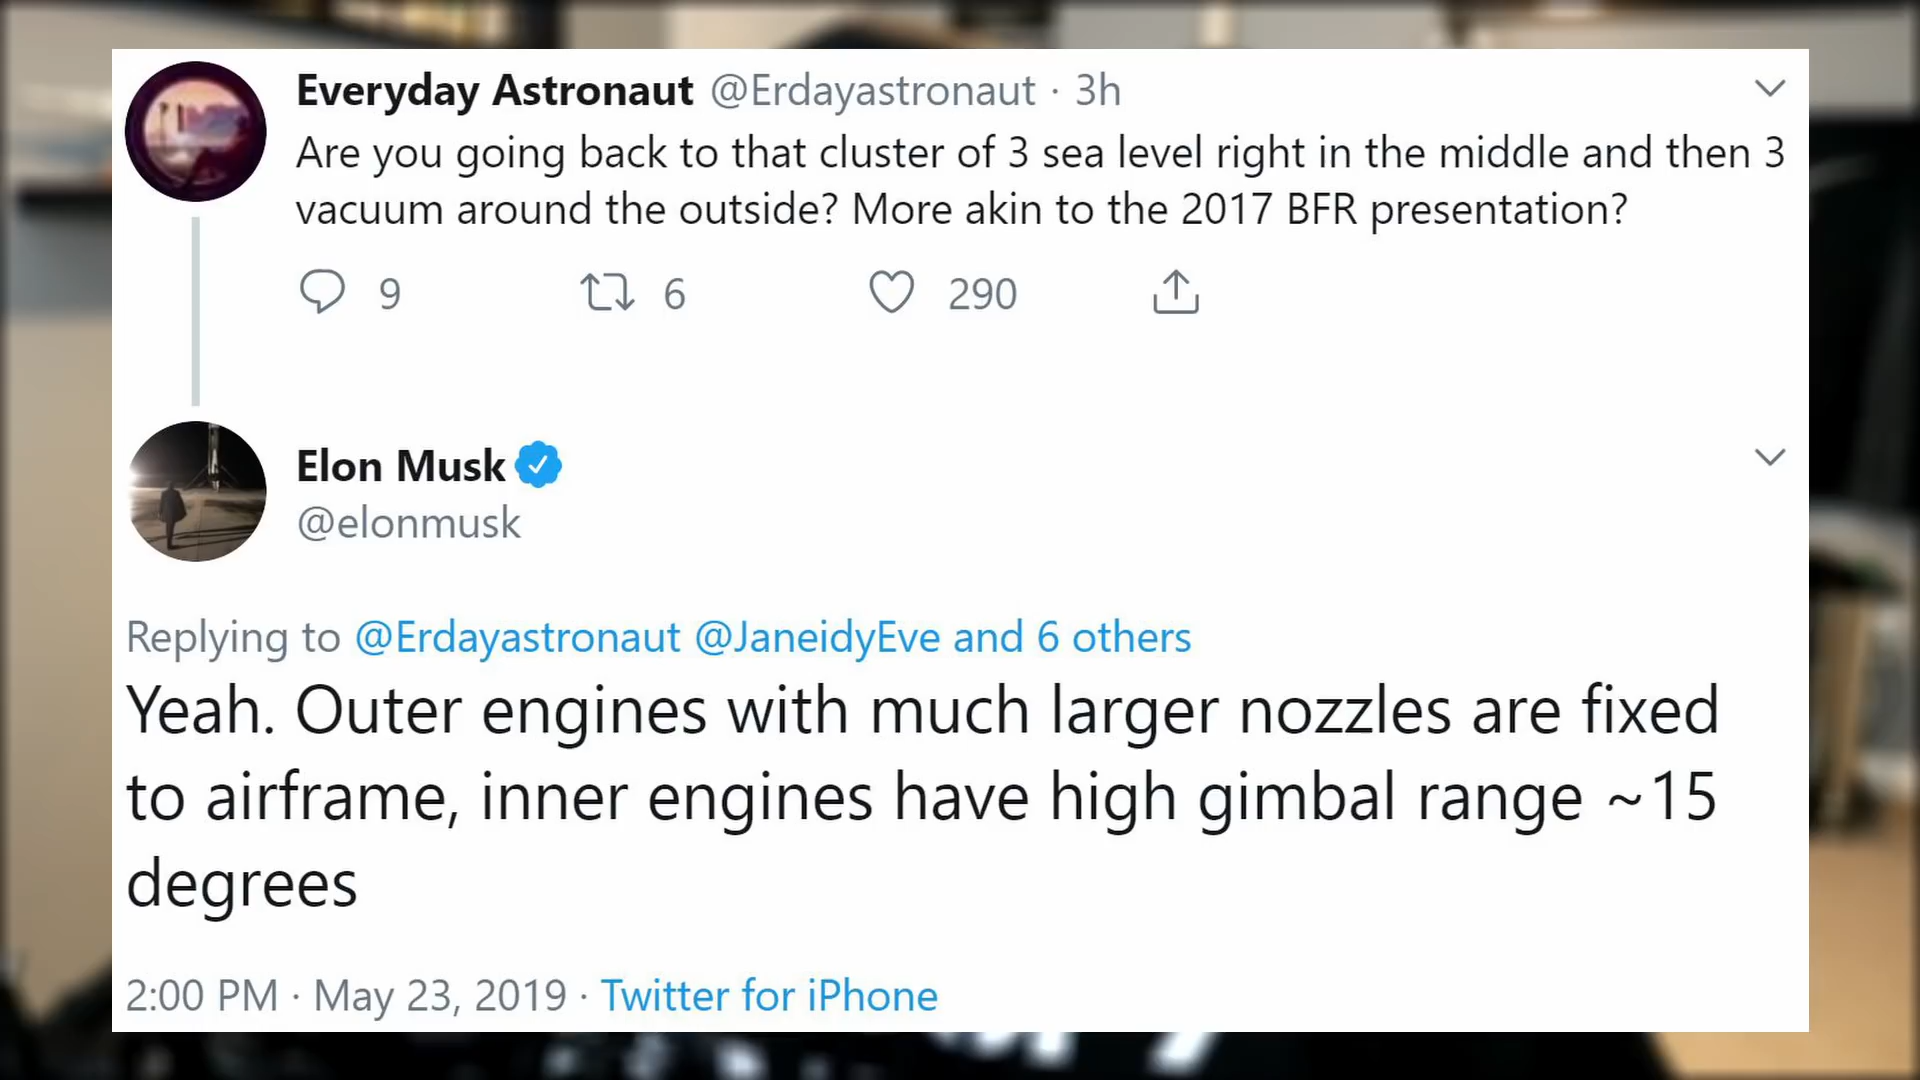 Everyday Astronaut @Erdayastronaut · 3h
Are you going back to that cluster of 3 sea level right in the middle and then 3
vacuum around the outside? More akin to the 2017 BFR presentation?
9 6 290
Elon Musk
@elonmusk
Replying to @Erdayastronaut @JaneidyEve and 6 others
Yeah. Outer engines with much larger nozzles are fixed
to airframe, inner engines have high gimbal range ~15
degrees
2:00 PM · May 23, 2019 · Twitter for iPhone